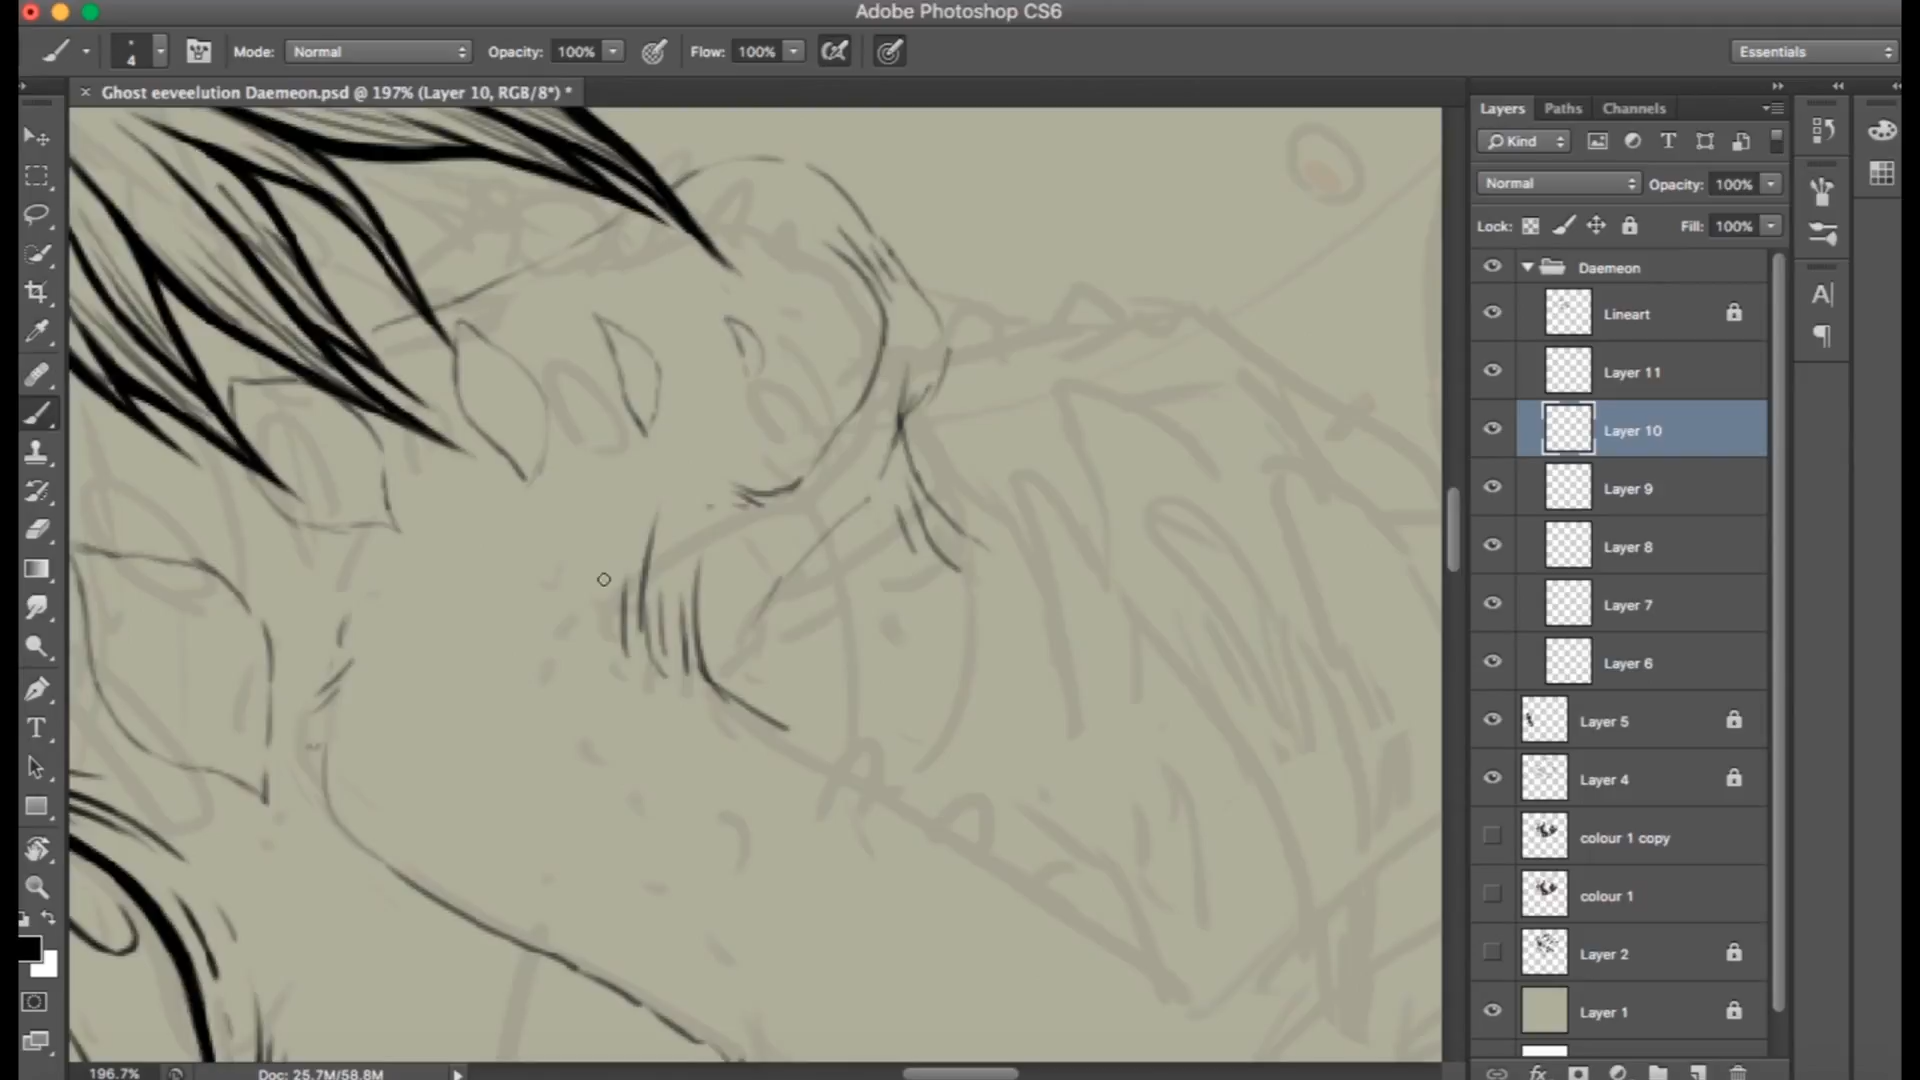 Adobe Photoshop CS6
4 Mode: Normal Opacity: 100% Flow: 100% Essentials
× Ghost eeveelution Daemeon.psd @ 197% (Layer 10, RGB/8*) *
Layers Paths Channels
Kind
Normal Opacity: 100%
Lock: Fill: 100%
Daemeon
Lineart
Layer 11
Layer 10
Layer 9
Layer 8
Layer 7
Layer 6
Layer 5
Layer 4
colour 1 copy
colour 1
Layer 2
Layer 1
196.7% Doc: 25.7M/58.8M